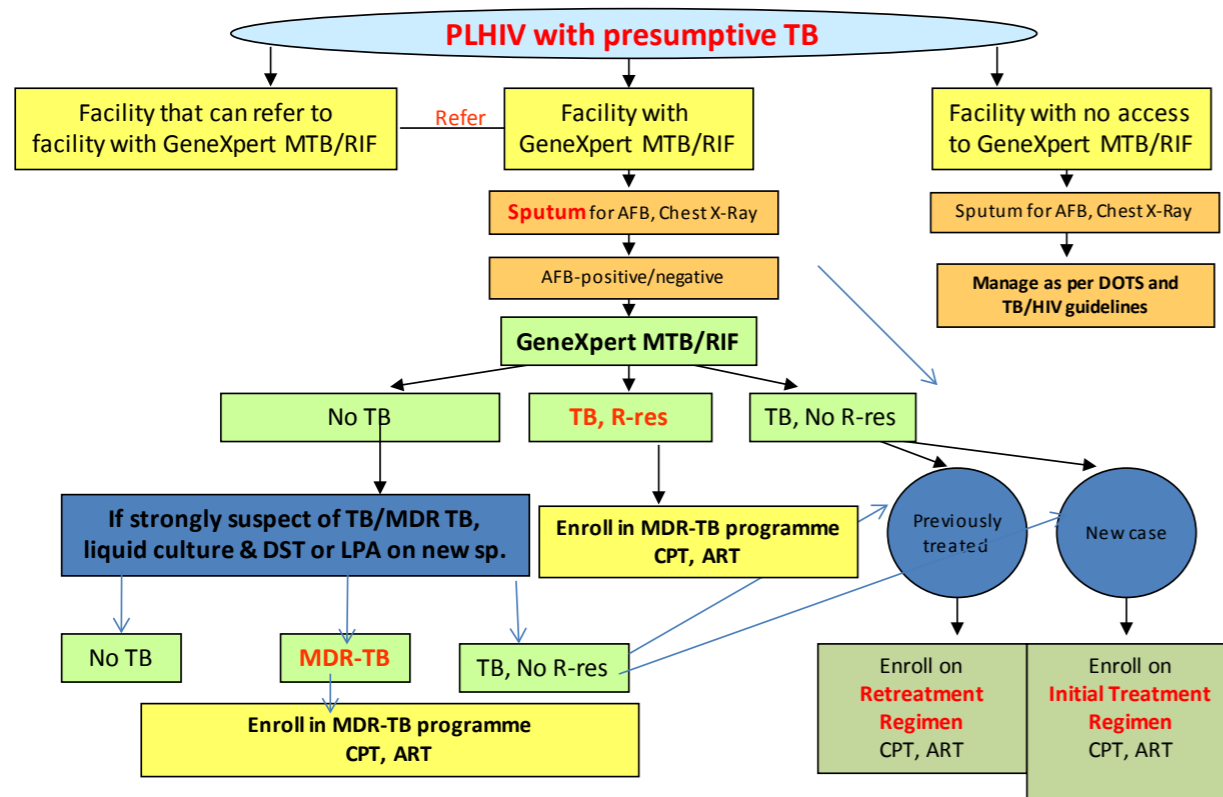 PLHIV with presumptive TB
Facility that can refer to
facility with GeneXpert MTB/RIF
Refer
Facility with
GeneXpert MTB/RIF
Facility with no access
to GeneXpert MTB/RIF
Sputum for AFB, Chest X-Ray
Sputum for AFB, Chest X-Ray
AFB-positive/negative
Manage as per DOTS and
TB/HIV guidelines
GeneXpert MTB/RIF
No TB
TB, R-res
TB, No R-res
If strongly suspect of TB/MDR TB,
liquid culture & DST or LPA on new sp.
Enroll in MDR-TB programme
CPT, ART
Previously
treated
New case
No TB
MDR-TB
TB, No R-res
Enroll in MDR-TB programme
CPT, ART
Enroll on
Retreatment
Regimen
CPT, ART
Enroll on
Initial Treatment
Regimen
CPT, ART